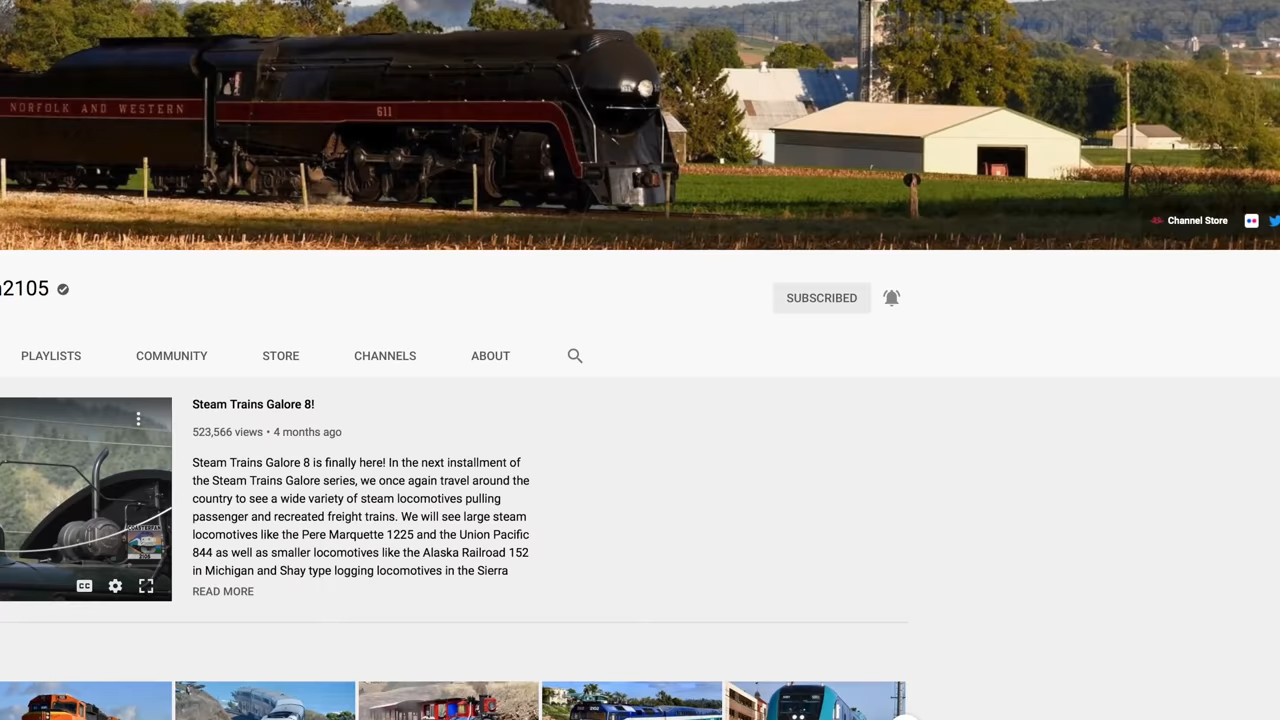 NORFOLK AND WESTERN
611
Channel Store
2105
SUBSCRIBED
PLAYLISTS
COMMUNITY
STORE
CHANNELS
ABOUT
Steam Trains Galore 8!
523,566 views • 4 months ago
Steam Trains Galore 8 is finally here! In the next installment of
the Steam Trains Galore series, we once again travel around the
country to see a wide variety of steam locomotives pulling
passenger and recreated freight trains. We will see large steam
locomotives like the Pere Marquette 1225 and the Union Pacific
844 as well as smaller locomotives like the Alaska Railroad 152
in Michigan and Shay type logging locomotives in the Sierra
READ MORE
COASTERFAN
2105
CC